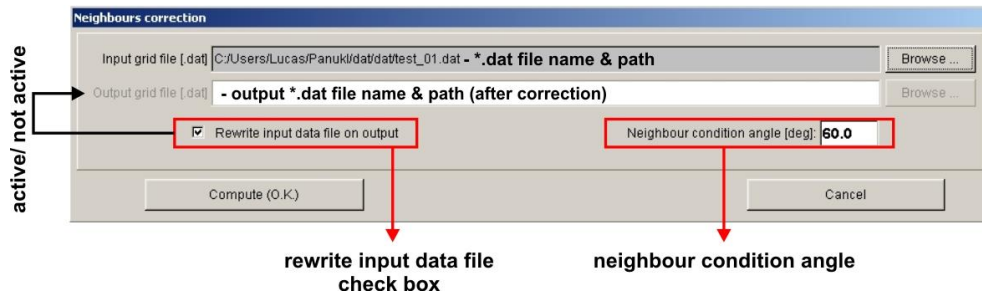 Neighbours correction
Input grid file [.dat] C:/Users/Lucas/Panukl/dat/dat/test_01.dat - *.dat file name & path Browse ...
Output grid file [.dat] - output *.dat file name & path (after correction) Browse ...
active/ not active
Rewrite input data file on output Neighbour condition angle [deg]: 60.0
Compute (O.K.) Cancel
rewrite input data file neighbour condition angle
check box